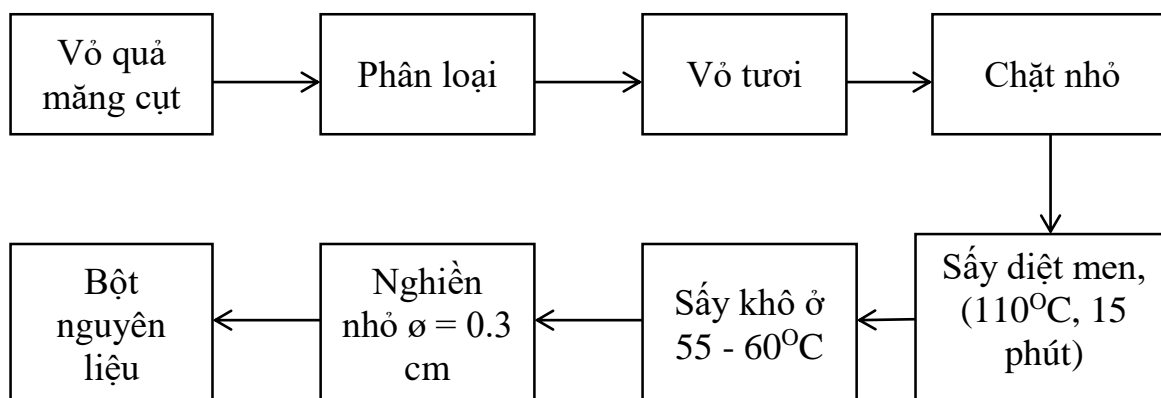 Vỏ quả
măng cụt
Phân loại
Vỏ tươi
Chặt nhỏ
Sấy diệt men,
(110ᴼC, 15
phút)
Sấy khô ở
55 - 60ᴼC
Nghiền
nhỏ ø = 0.3
cm
Bột
nguyên
liệu